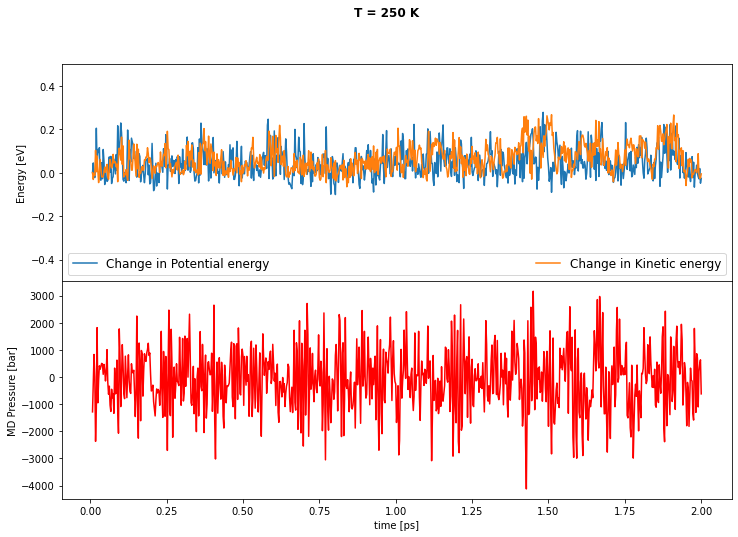 T = 250 K
Energy [eV]
0.4
0.2
0.0
−0.2
−0.4
Change in Potential energy
Change in Kinetic energy
MD Pressure [bar]
3000
2000
1000
0
−1000
−2000
−3000
−4000
0.00 0.25 0.50 0.75 1.00 1.25 1.50 1.75 2.00
time [ps]